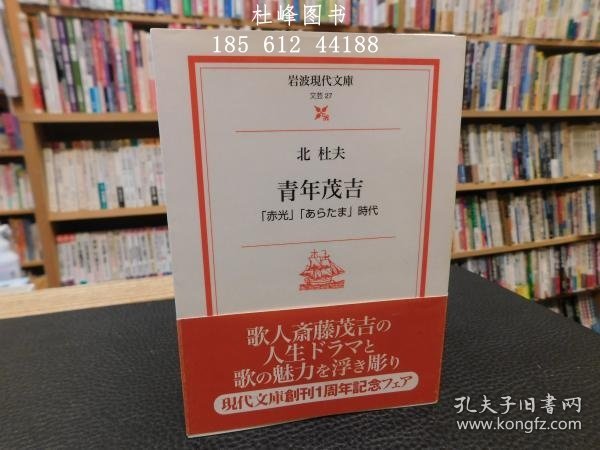 杜峰图书
185 612 44188
岩波現代文庫
文芸 27
北 杜夫
青年茂吉
「赤光」「あらたま」時代
歌人斎藤茂吉の
人生ドラマと
歌の魅力を浮き彫り
現代文庫創刊1周年記念フェア
孔夫子旧书网
www.kongfz.com